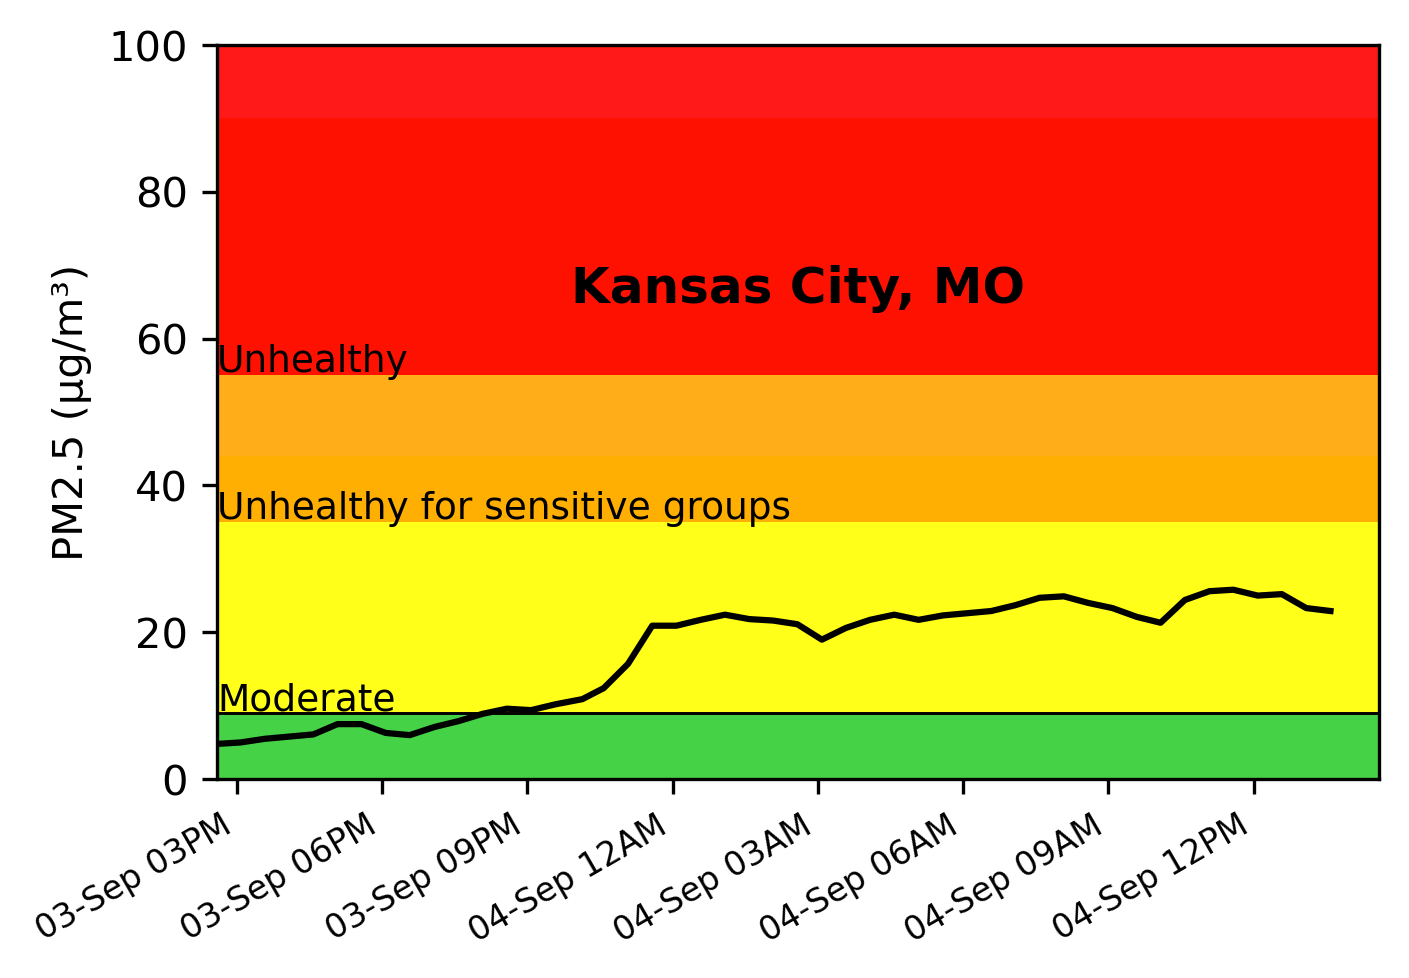 100
80
60
40
20
0
PM2.5 (µg/m³)
Kansas City, MO
Unhealthy
Unhealthy for sensitive groups
Moderate
03-Sep 03PM
03-Sep 06PM
03-Sep 09PM
04-Sep 12AM
04-Sep 03AM
04-Sep 06AM
04-Sep 09AM
04-Sep 12PM